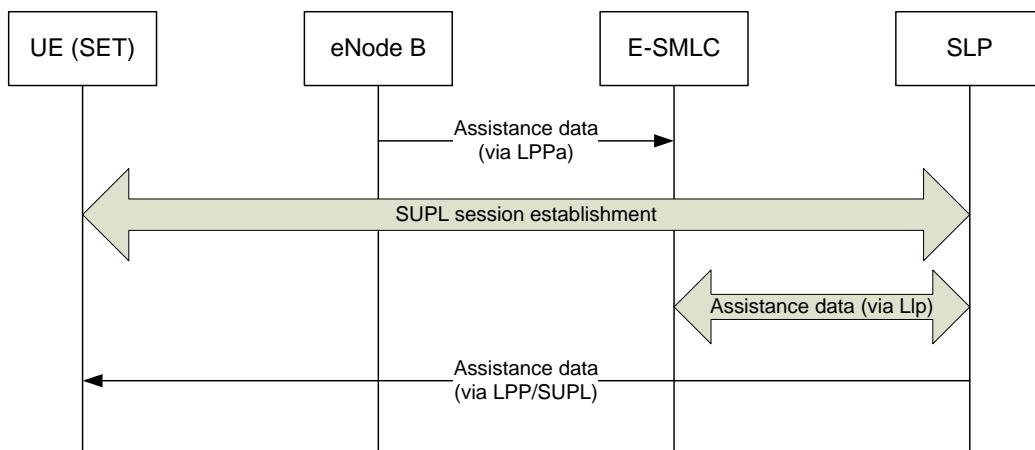 UE (SET)
eNode B
E-SMLC
SLP
Assistance data
(via LPPa)
SUPL session establishment
Assistance data (via Llp)
Assistance data
(via LPP/SUPL)